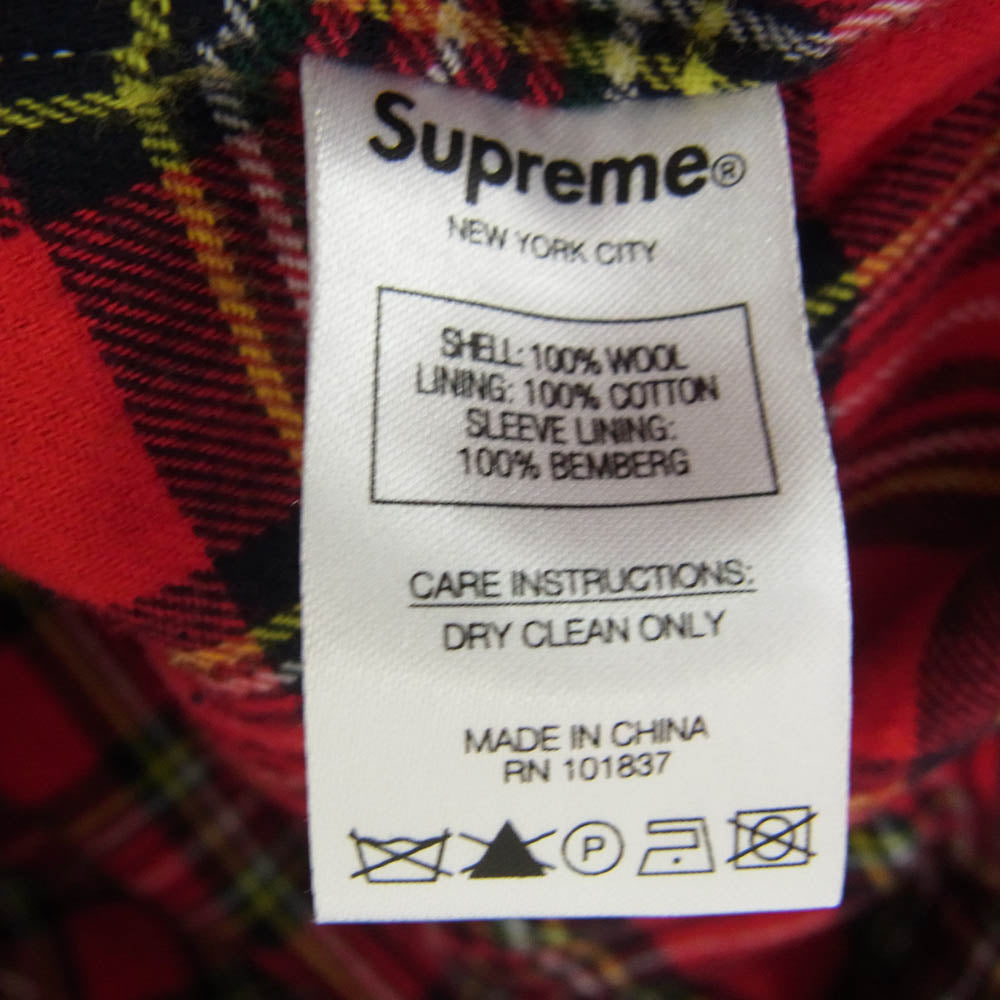 Supreme®
NEW YORK CITY
SHELL: 100% WOOL
LINING: 100% COTTON
SLEEVE LINING:
100% BEMBERG
CARE INSTRUCTIONS:
DRY CLEAN ONLY
MADE IN CHINA
RN 101837
P